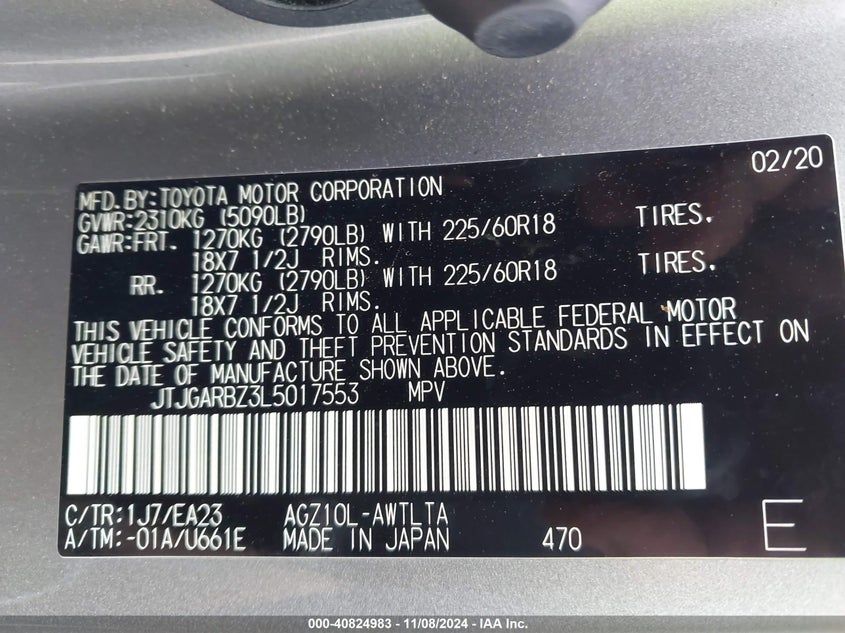 02/20
MFD.BY:TOYOTA MOTOR CORPORATION
GVWR:2310KG (5090LB)
GAWR:FRT. 1270KG (2790LB) WITH 225/60R18 TIRES.
18X7 1/2J RIMS.
RR. 1270KG (2790LB) WITH 225/60R18 TIRES.
18X7 1/2J RIMS.
THIS VEHICLE CONFORMS TO ALL APPLICABLE FEDERAL MOTOR
VEHICLE SAFETY AND THEFT PREVENTION STANDARDS IN EFFECT ON
THE DATE OF MANUFACTURE SHOWN ABOVE.
JTJGARBZ3L5017553 MPV
C/TR:1J7/EA23 AGZ10L-AWTLTA
A/TM:-01A/U661E MADE IN JAPAN 470 E
000-40824983 - 11/08/2024 - IAA Inc.